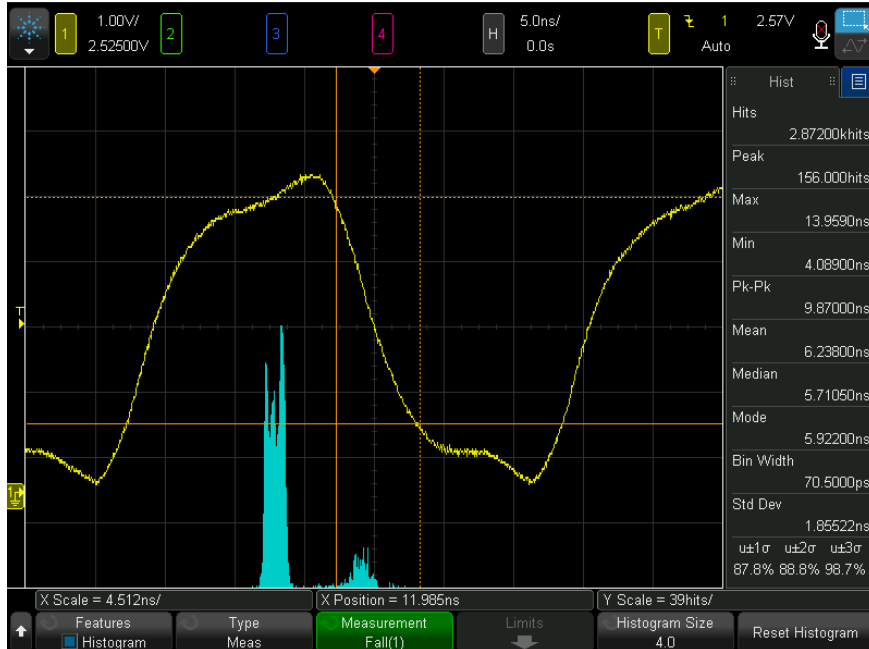 1 1.00V/ 2 3 4 H 5.0ns/ T 1 2.57V
2.52500V 0.0s Auto
Hist
Hits
2.87200khits
Peak
156.000hits
Max
13.9590ns
Min
4.08900ns
Pk-Pk
9.87000ns
Mean
6.23800ns
Median
5.71050ns
Mode
5.92200ns
Bin Width
70.5000ps
Std Dev
1.85522ns
u±1σ u±2σ u±3σ
87.8% 88.8% 98.7%
T
1
X Scale = 4.512ns/ X Position = 11.985ns Y Scale = 39hits/
Features Type Measurement Limits Histogram Size Reset Histogram
Histogram Meas Fall(1) 4.0